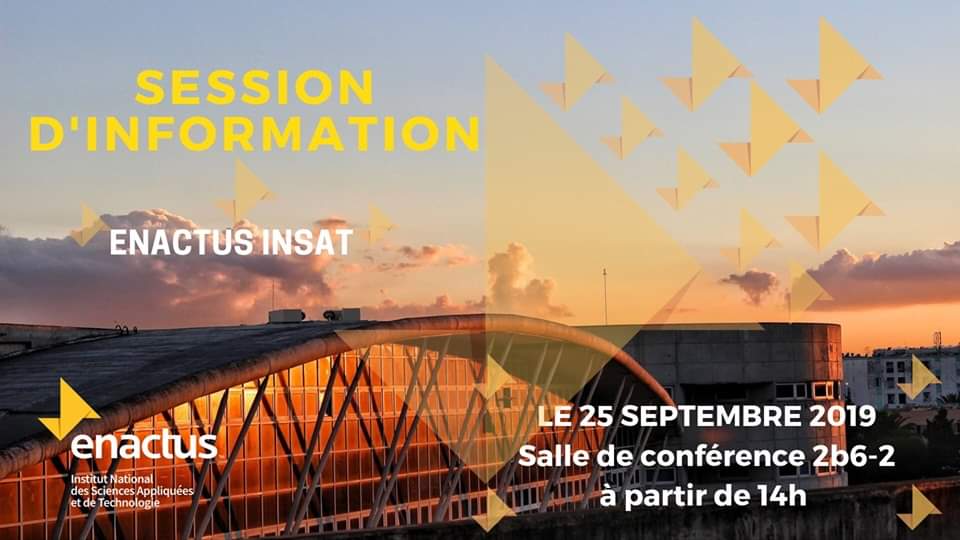 SESSION
D'INFORMATION
ENACTUS INSAT
enactus
Institut National
des Sciences Appliquées
et de Technologie
LE 25 SEPTEMBRE 2019
Salle de conférence 2b6-2
à partir de 14h